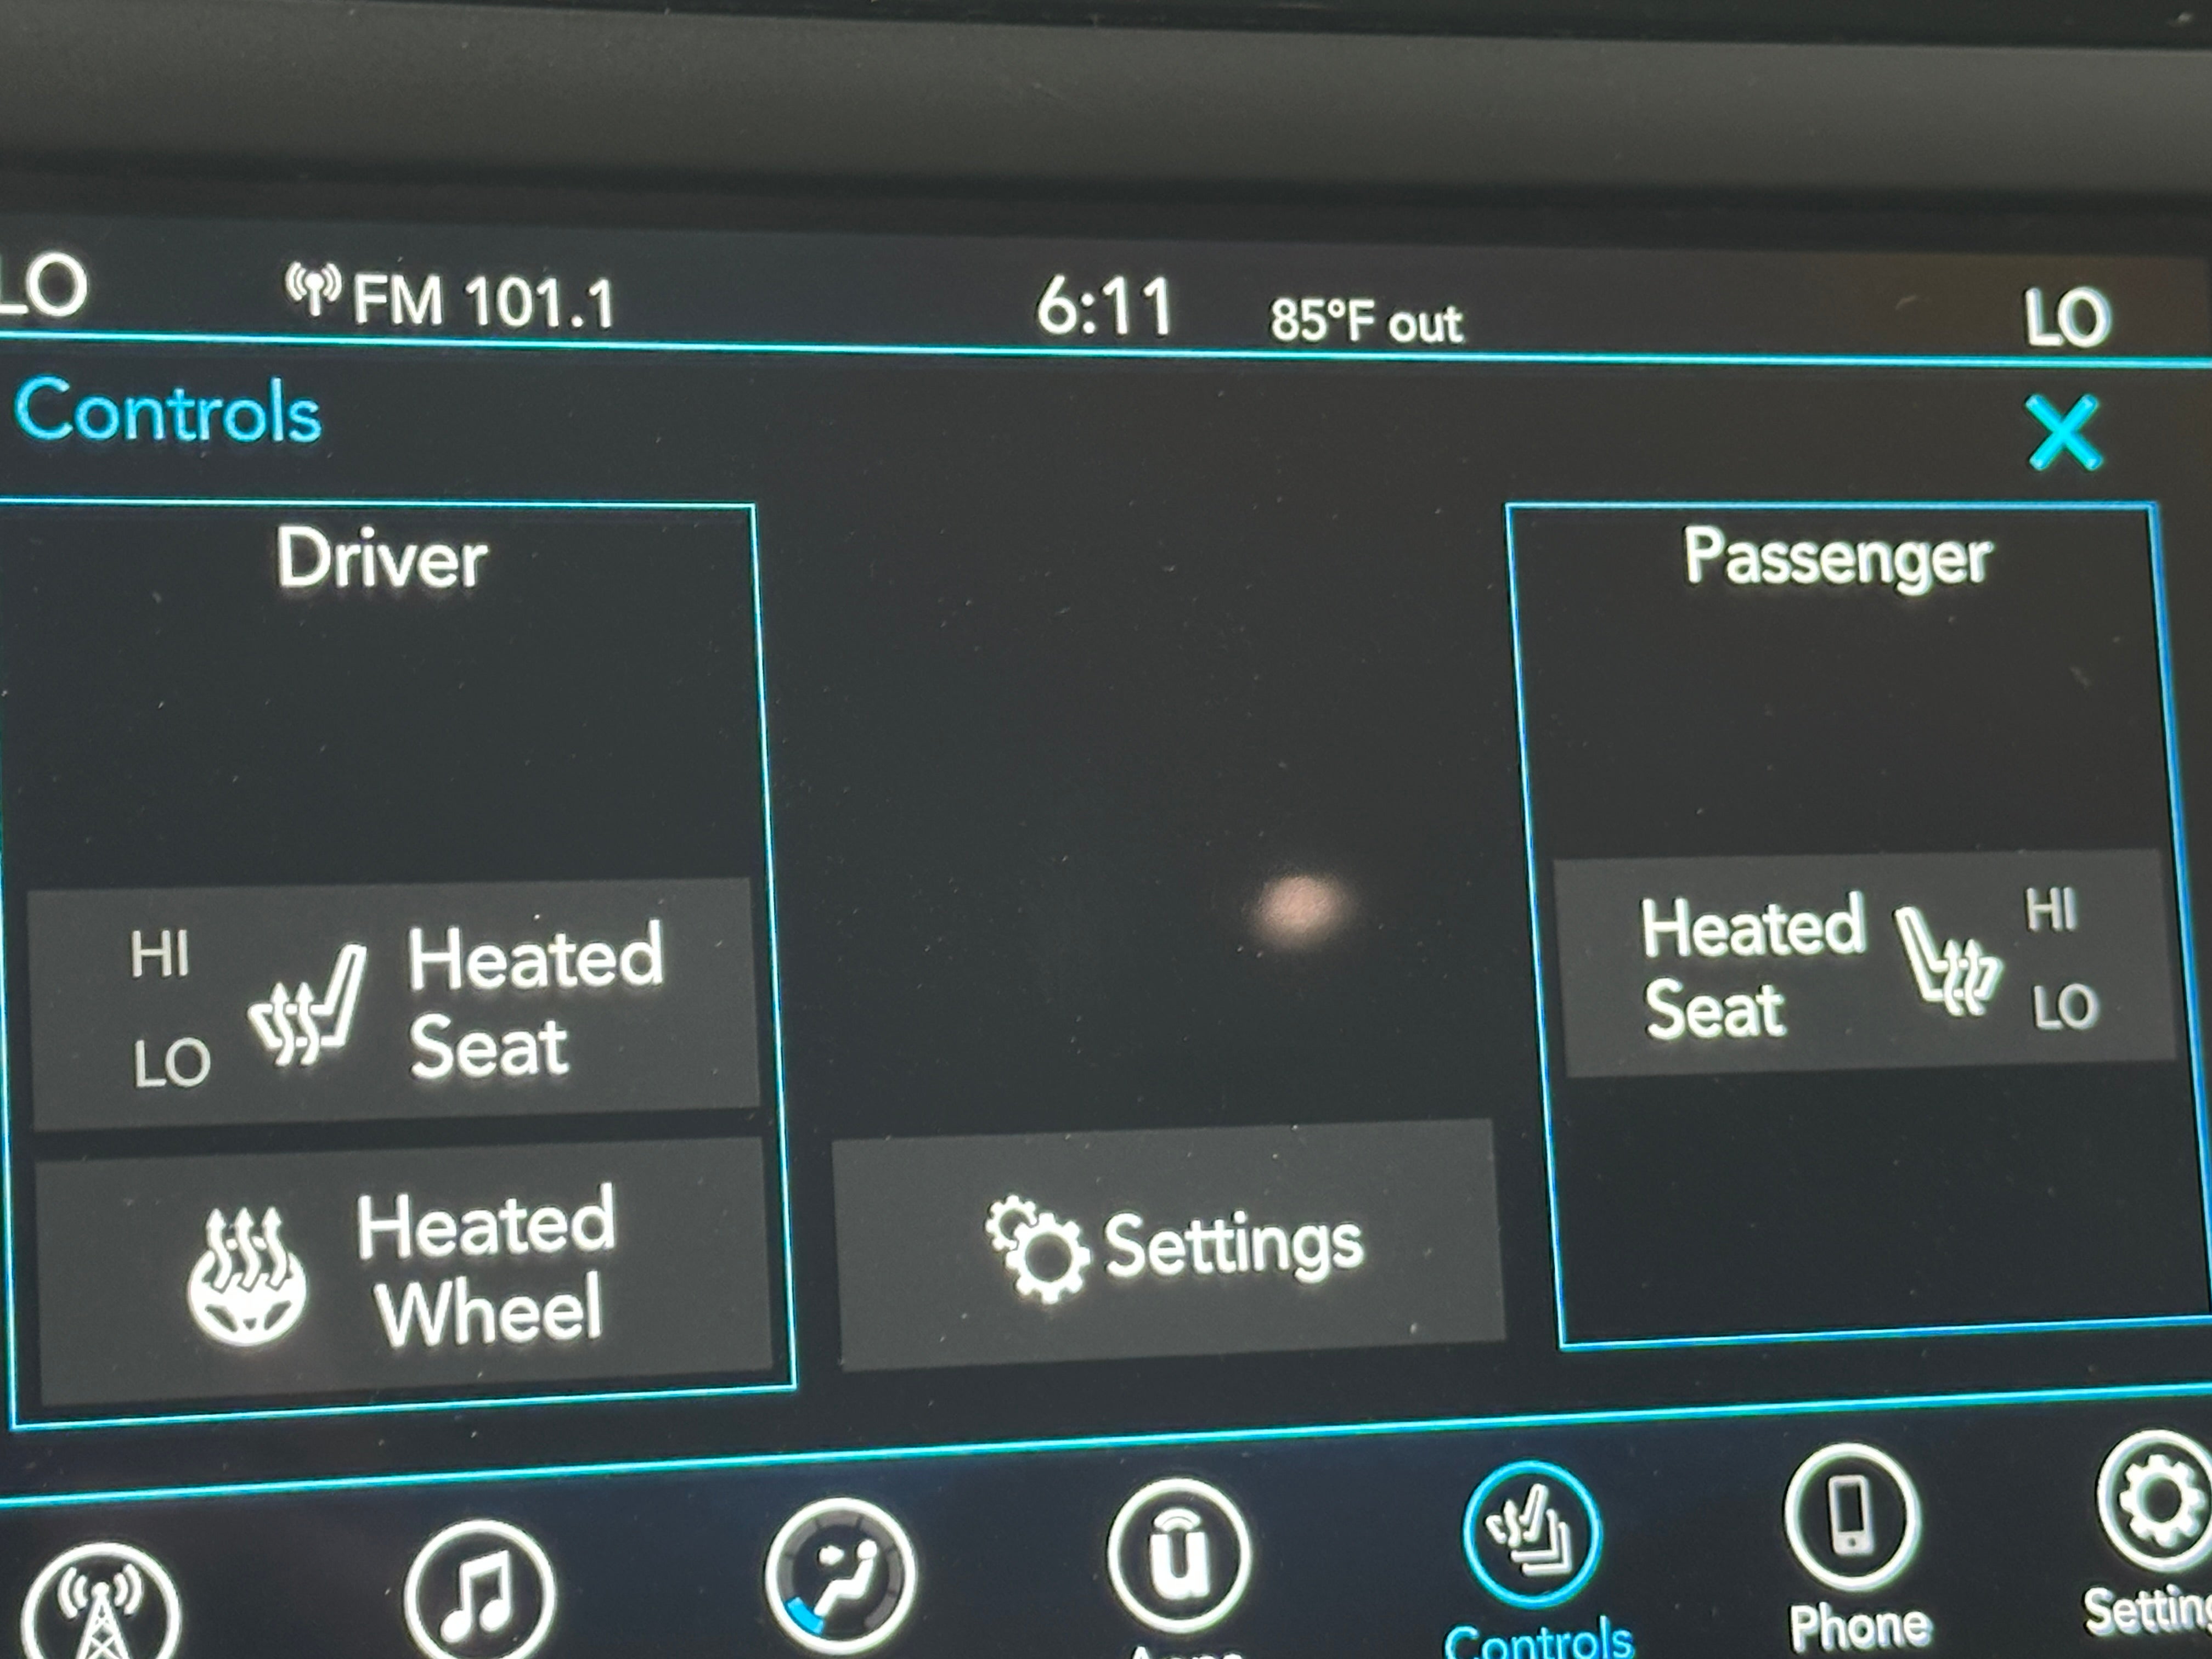 LO FM 101.1 6:11 85°F out LO
Controls
Driver
Passenger
HI
LO
Heated
Seat
Heated
Seat
HI
LO
Heated
Wheel
Settings
u
Controls
Phone